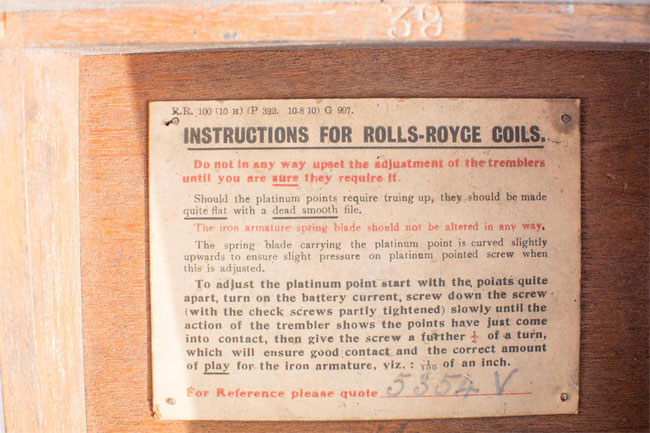 39
R.R. 100 (10 H) (P 322. 10-8 10) G 997.
INSTRUCTIONS FOR ROLLS-ROYCE COILS.
Do not in any way upset the adjustment of the tremblers
until you are sure they require it.
Should the platinum points require truing up, they should be made
quite flat with a dead smooth file.
The iron armature spring blade should not be altered in any way.
The spring blade carrying the platinum point is curved slightly
upwards to ensure slight pressure on platinum pointed screw when
this is adjusted.
To adjust the platinum point start with the points quite
apart, turn on the battery current, screw down the screw
(with the check screws partly tightened) slowly until the
action of the trembler shows the points have just come
into contact, then give the screw a further of a turn,
which will ensure good contact and the correct amount
of play for the iron armature, viz.: of an inch.
For Reference please quote 5354 V